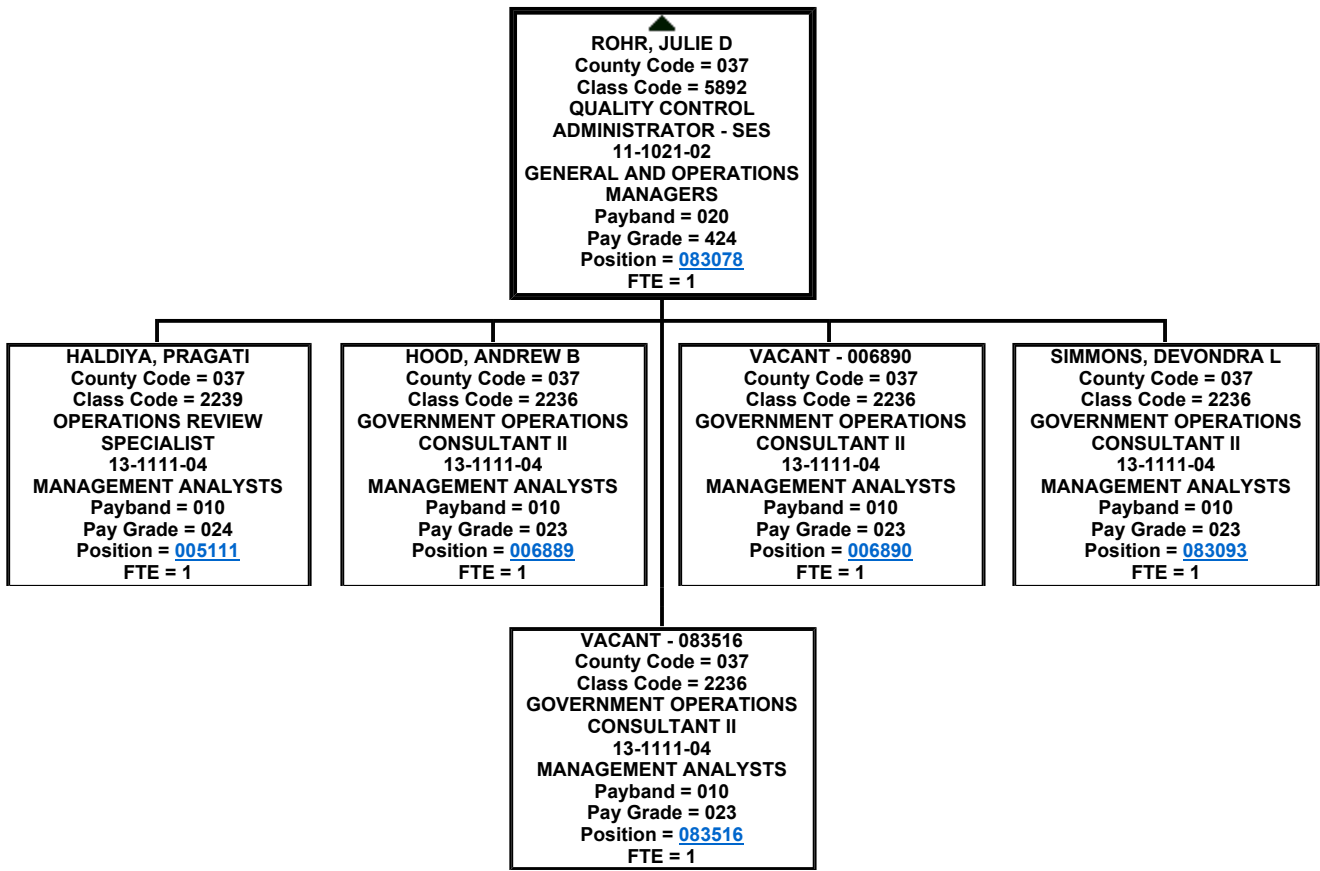 ROHR, JULIE D
County Code = 037
Class Code = 5892
QUALITY CONTROL
ADMINISTRATOR - SES
11-1021-02
GENERAL AND OPERATIONS
MANAGERS
Payband = 020
Pay Grade = 424
Position = 083078
FTE = 1
HALDIYA, PRAGATI
County Code = 037
Class Code = 2239
OPERATIONS REVIEW
SPECIALIST
13-1111-04
MANAGEMENT ANALYSTS
Payband = 010
Pay Grade = 024
Position = 005111
FTE = 1
HOOD, ANDREW B
County Code = 037
Class Code = 2236
GOVERNMENT OPERATIONS
CONSULTANT II
13-1111-04
MANAGEMENT ANALYSTS
Payband = 010
Pay Grade = 023
Position = 006889
FTE = 1
VACANT - 006890
County Code = 037
Class Code = 2236
GOVERNMENT OPERATIONS
CONSULTANT II
13-1111-04
MANAGEMENT ANALYSTS
Payband = 010
Pay Grade = 023
Position = 006890
FTE = 1
SIMMONS, DEVONDRA L
County Code = 037
Class Code = 2236
GOVERNMENT OPERATIONS
CONSULTANT II
13-1111-04
MANAGEMENT ANALYSTS
Payband = 010
Pay Grade = 023
Position = 083093
FTE = 1
VACANT - 083516
County Code = 037
Class Code = 2236
GOVERNMENT OPERATIONS
CONSULTANT II
13-1111-04
MANAGEMENT ANALYSTS
Payband = 010
Pay Grade = 023
Position = 083516
FTE = 1